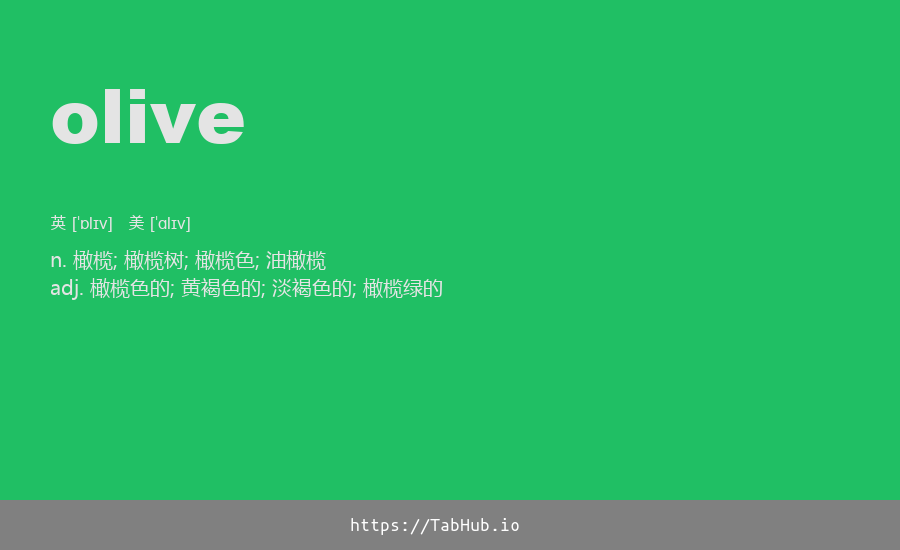 olive
英 [ˈɒlɪv] 美 [ˈɑlɪv]
n. 橄榄; 橄榄树; 橄榄色; 油橄榄
adj. 橄榄色的; 黄褐色的; 淡褐色的; 橄榄绿的
https://TabHub.io